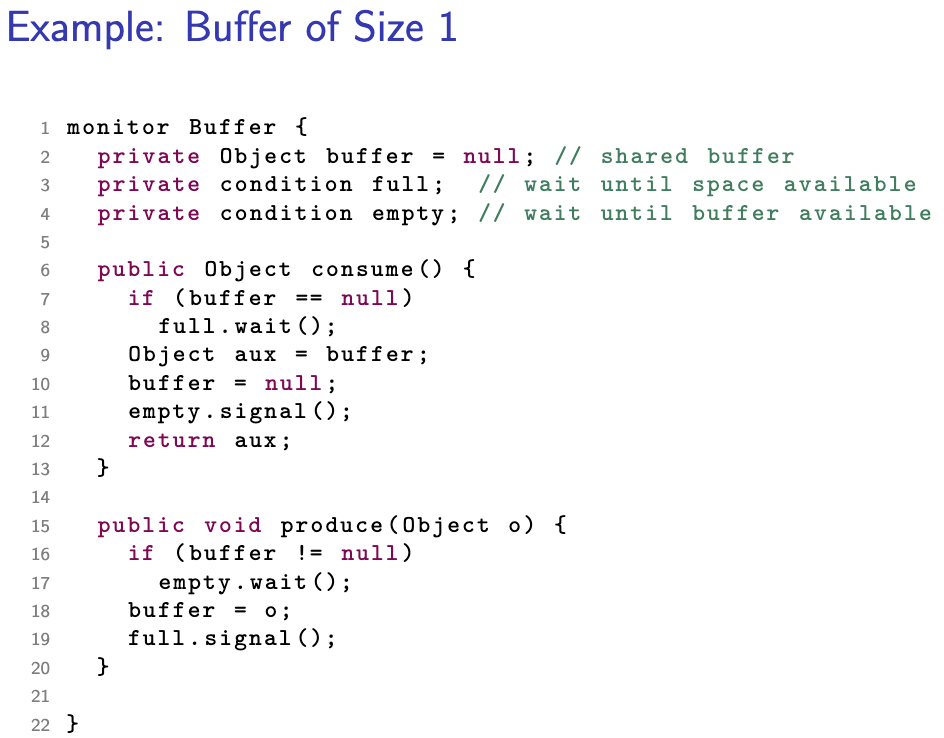 Example: Buffer of Size 1
1 monitor Buffer {
2   private Object buffer = null; // shared buffer
3   private condition full;  // wait until space available
4   private condition empty; // wait until buffer available
5
6   public Object consume() {
7     if (buffer == null)
8       full.wait();
9     Object aux = buffer;
10     buffer = null;
11     empty.signal();
12     return aux;
13   }
14
15   public void produce(Object o) {
16     if (buffer != null)
17       empty.wait();
18     buffer = o;
19     full.signal();
20   }
21
22 }